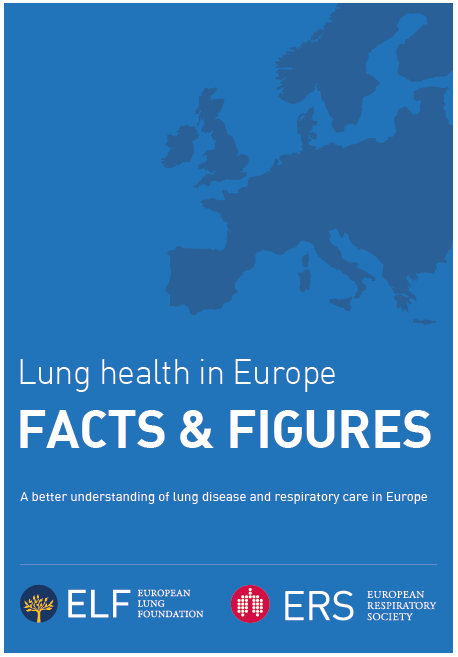 Lung health in Europe
FACTS & FIGURES
A better understanding of lung disease and respiratory care in Europe
ELF
EUROPEAN
LUNG
FOUNDATION
ERS
EUROPEAN
RESPIRATORY
SOCIETY